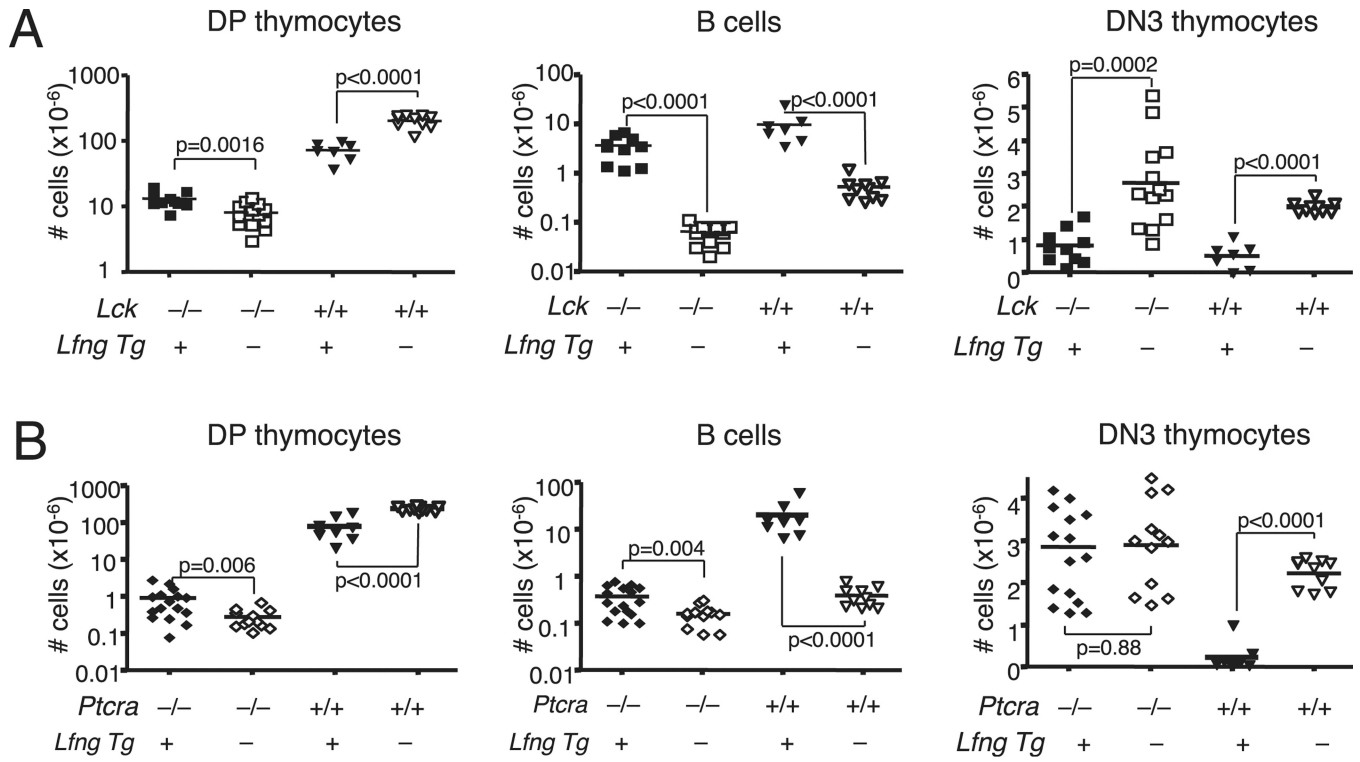 A
DP thymocytes
B cells
DN3 thymocytes
# cells (x10-6)
1000
100
10
1
p=0.0016
p<0.0001
# cells (x10-6)
100
10
1
0.1
0.01
p<0.0001
p<0.0001
# cells (x10-6)
6
5
4
3
2
1
0
p=0.0002
p<0.0001
Lck –/– –/– +/+ +/+
Lfng Tg + – + –
Lck –/– –/– +/+ +/+
Lfng Tg + – + –
Lck –/– –/– +/+ +/+
Lfng Tg + – + –
B
DP thymocytes
B cells
DN3 thymocytes
# cells (x10-6)
1000
100
10
1
0.1
0.01
p=0.006
p<0.0001
# cells (x10-6)
100
10
1
0.1
0.01
p=0.004
p<0.0001
# cells (x10-6)
4
3
2
1
0
p=0.88
p<0.0001
Ptcra –/– –/– +/+ +/+
Lfng Tg + – + –
Ptcra –/– –/– +/+ +/+
Lfng Tg + – + –
Ptcra –/– –/– +/+ +/+
Lfng Tg + – + –